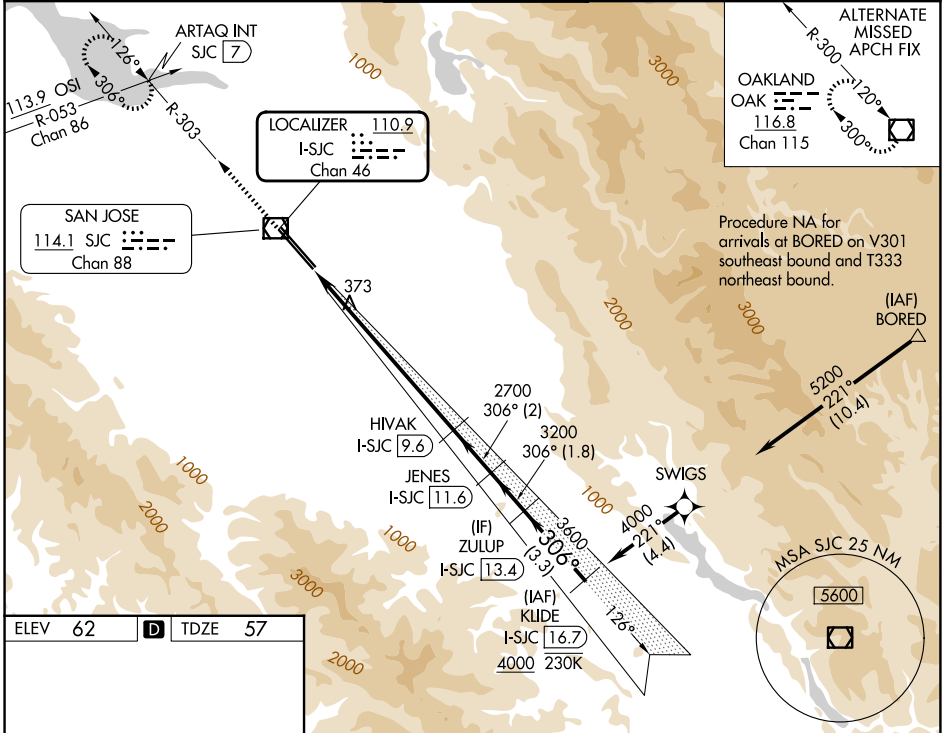 ARTAQ INT
SJC 7
126°
306°
113.9 OSI
R-053
Chan 86
R-303
1000
3000
ALTERNATE
MISSED
APCH FIX
R-300
120°
300°
OAKLAND
OAK
116.8
Chan 115
LOCALIZER 110.9
I-SJC
Chan 46
SAN JOSE
114.1 SJC
Chan 88
Procedure NA for
arrivals at BORED on V301
southeast bound and T333
northeast bound.
373
2000
3000
(IAF)
BORED
5200
221°
(10.4)
2700
306° (2)
HIVAK
I-SJC 9.6
3200
306° (1.8)
JENES
I-SJC 11.6
1000
SWIGS
4000
221°
(4.4)
1000
2000
1000
(IF)
ZULUP
I-SJC 13.4
3600
306°
(3.3)
3000
(IAF)
KLIDE
I-SJC 16.7
4000 230K
126°
MSA SJC 25 NM
5600
ELEV 62 D TDZE 57
2000